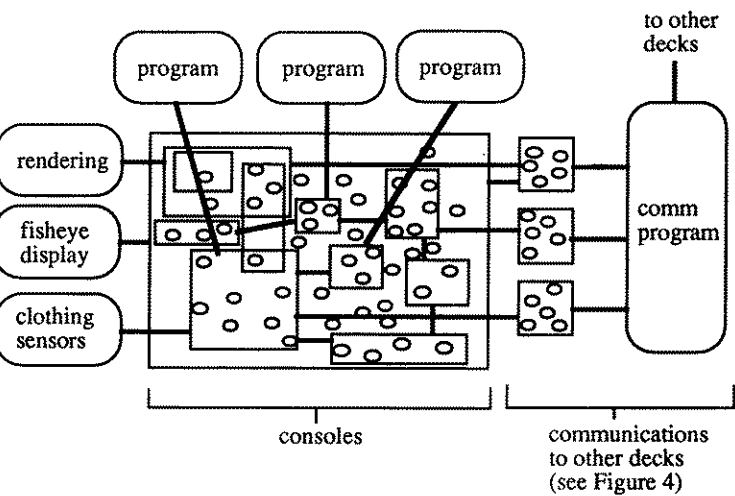 to other
decks
program
program
program
rendering
fisheye
display
clothing
sensors
comm
program
consoles
communications
to other decks
(see Figure 4)